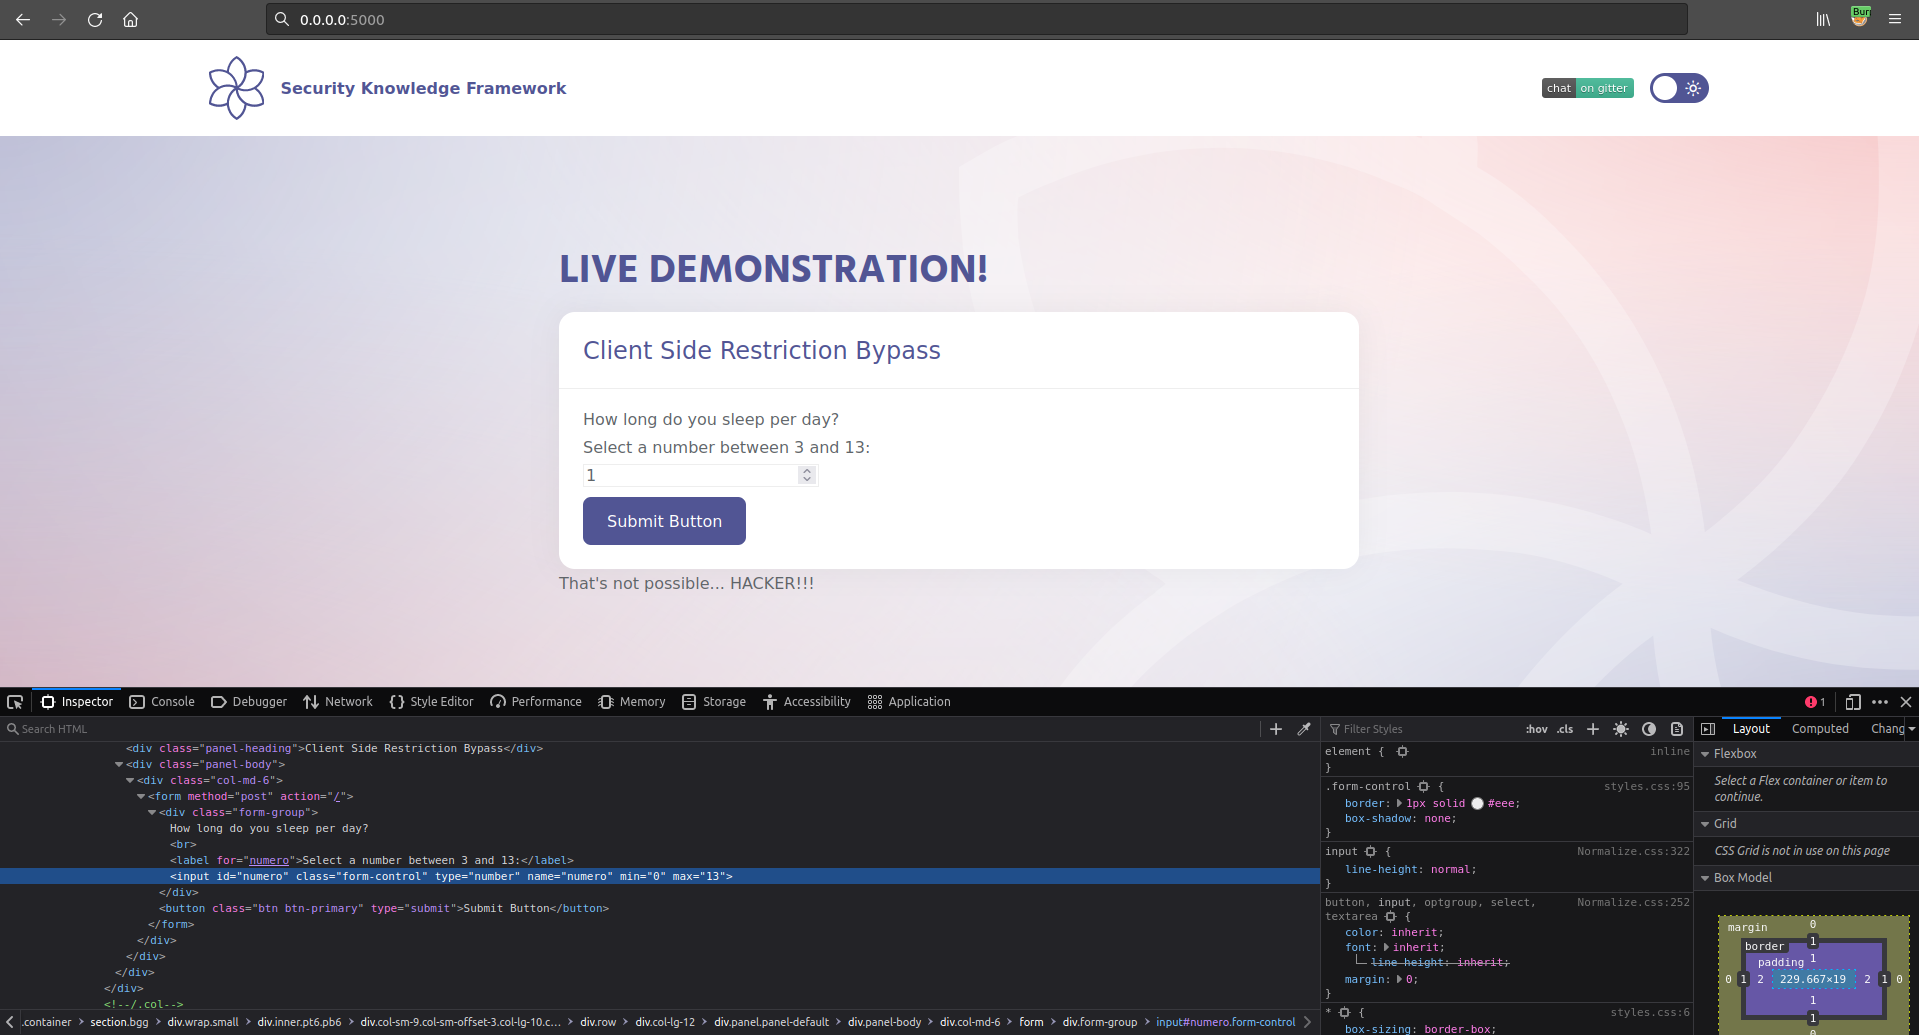 0.0.0.0:5000
Bur
Security Knowledge Framework
chat on gitter
LIVE DEMONSTRATION!
Client Side Restriction Bypass
How long do you sleep per day?
Select a number between 3 and 13:
1
Submit Button
That's not possible... HACKER!!!
Inspector Console Debugger Network Style Editor Performance Memory Storage Accessibility Application 1
Search HTML
<div class="panel-heading">Client Side Restriction Bypass</div>
<div class="panel-body">
<div class="col-md-6">
<form method="post" action="/">
<div class="form-group">
How long do you sleep per day?
<br>
<label for="numero">Select a number between 3 and 13:</label>
<input id="numero" class="form-control" type="number" name="numero" min="0" max="13">
</div>
<button class="btn btn-primary" type="submit">Submit Button</button>
</form>
</div>
</div>
</div>
</div>
<!--/.col-->
.container section.bgg div.wrap.small div.inner.pt6.pb6 div.col-sm-9.col-sm-offset-3.col-lg-10.c... div.row div.col-lg-12 div.panel.panel-default div.panel-body div.col-md-6 form div.form-group input#numero.form-control
Filter Styles :hov .cls
element { inline
}
.form-control { styles.css:95
border: 1px solid #eee;
box-shadow: none;
}
input { Normalize.css:322
line-height: normal;
}
button, input, optgroup, select, Normalize.css:252
textarea {
color: inherit;
font: inherit;
line-height: inherit;
margin: 0;
}
* { styles.css:6
box-sizing: border-box;
Layout Computed Chang
Flexbox
Select a Flex container or item to
continue.
Grid
CSS Grid is not in use on this page
Box Model
margin 0
border 1
padding 1
0 1 2 229.667×19 2 1 0
1
1
0